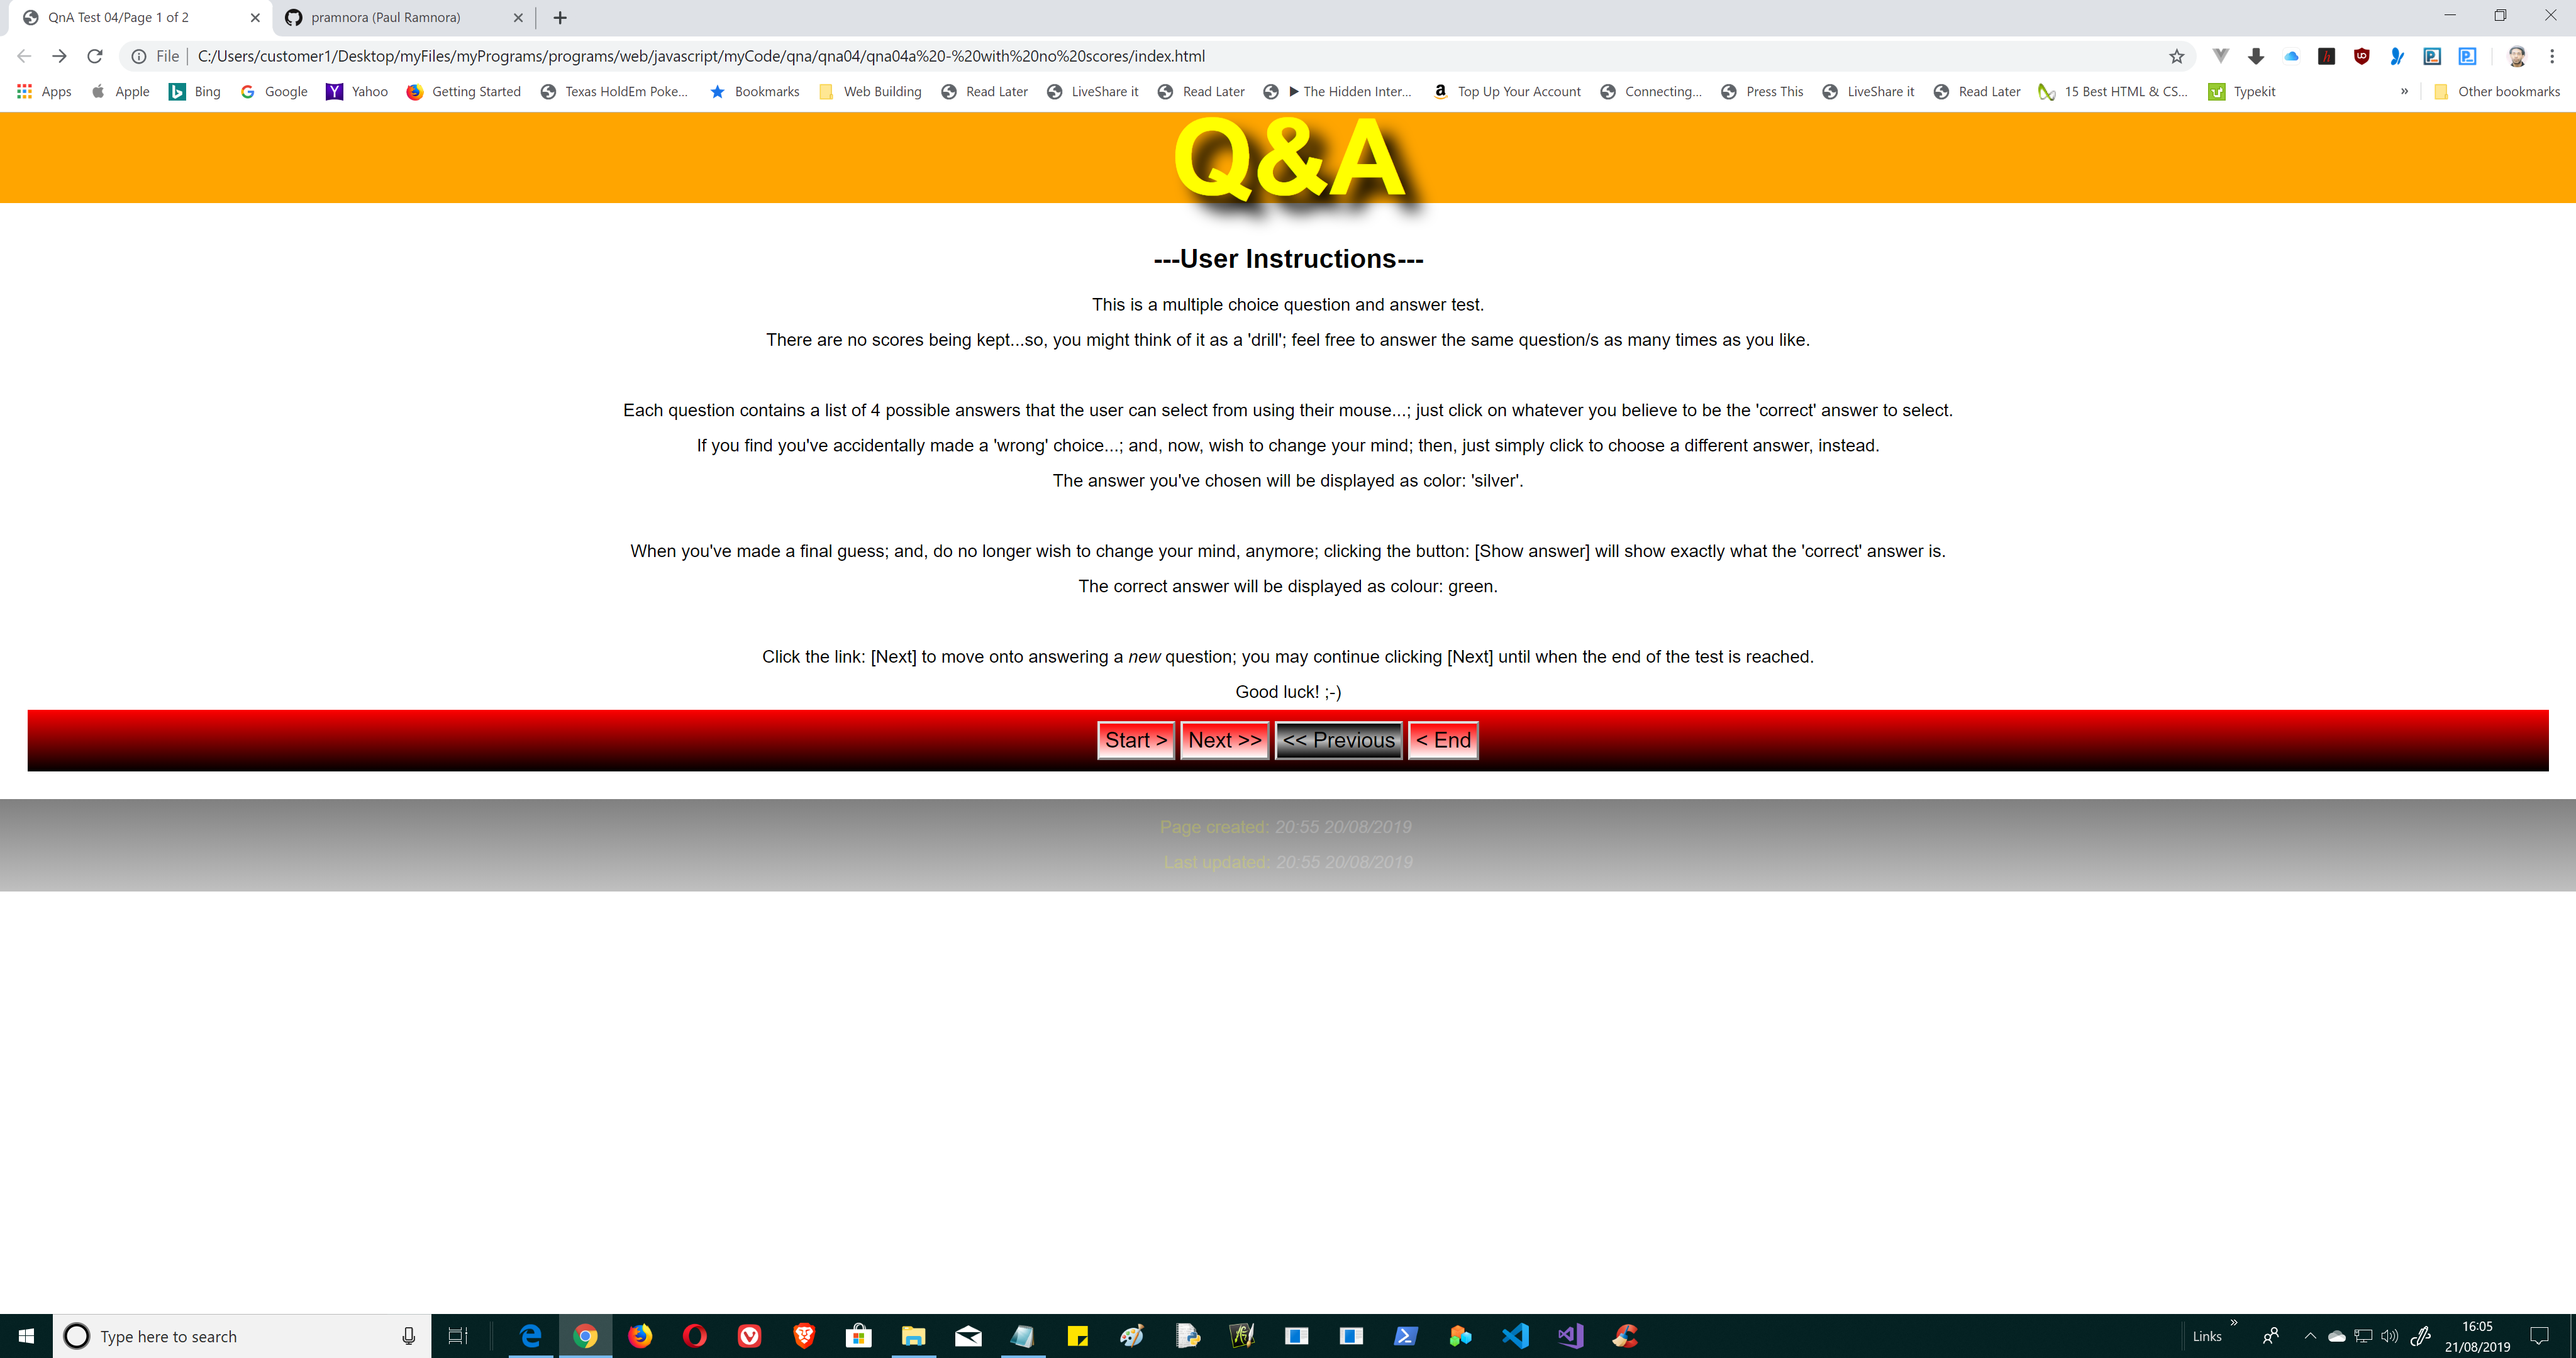 QnA Test 04/Page 1 of 2
pramnora (Paul Ramnora)
File
C:/Users/customer1/Desktop/myFiles/myPrograms/programs/web/javascript/myCode/qna/qna04/qna04a%20-%20with%20no%20scores/index.html
Apps Apple Bing Google Yahoo Getting Started Texas HoldEm Poke... Bookmarks Web Building Read Later LiveShare it Read Later ▶ The Hidden Inter... Top Up Your Account Connecting... Press This LiveShare it Read Later 15 Best HTML & CS... Typekit » Other bookmarks
Q&A
---User Instructions---
This is a multiple choice question and answer test.
There are no scores being kept...so, you might think of it as a 'drill'; feel free to answer the same question/s as many times as you like.
Each question contains a list of 4 possible answers that the user can select from using their mouse...; just click on whatever you believe to be the 'correct' answer to select.
If you find you've accidentally made a 'wrong' choice...; and, now, wish to change your mind; then, just simply click to choose a different answer, instead.
The answer you've chosen will be displayed as color: 'silver'.
When you've made a final guess; and, do no longer wish to change your mind, anymore; clicking the button: [Show answer] will show exactly what the 'correct' answer is.
The correct answer will be displayed as colour: green.
Click the link: [Next] to move onto answering a new question; you may continue clicking [Next] until when the end of the test is reached.
Good luck! ;-)
Start > Next >> << Previous < End
Page created: 20:55 20/08/2019
Last updated: 20:55 20/08/2019
Type here to search
Links »
16:05
21/08/2019